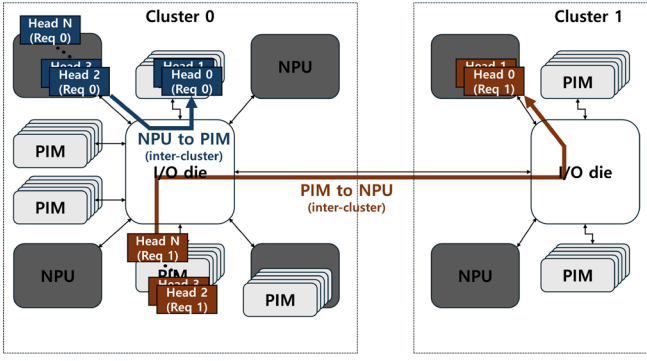 Cluster 0
Cluster 1
Head N
(Req 0)
Head 3
Head 2
(Req 0)
Head 1
Head 0
(Req 0)
NPU
Head 1
Head 0
(Req 1)
PIM
PIM
NPU to PIM
(inter-cluster)
I/O die
I/O die
PIM
PIM to NPU
(inter-cluster)
NPU
Head N
(Req 1)
PIM
Head 3
Head 2
(Req 1)
PIM
NPU
PIM